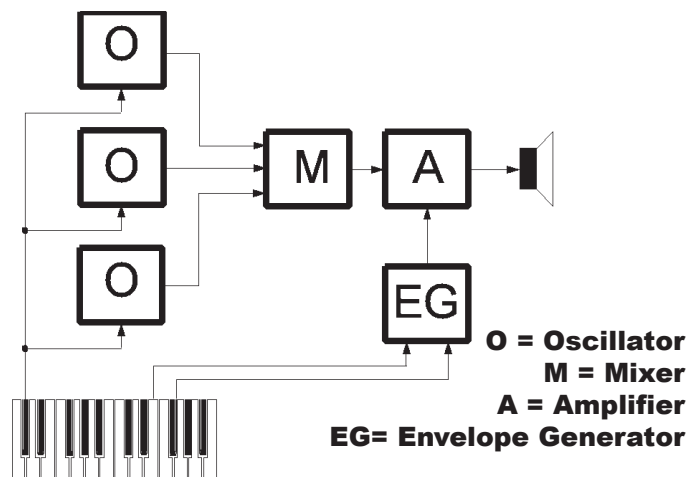 O
O
M
A
O
EG
O = Oscillator
M = Mixer
A = Amplifier
EG= Envelope Generator